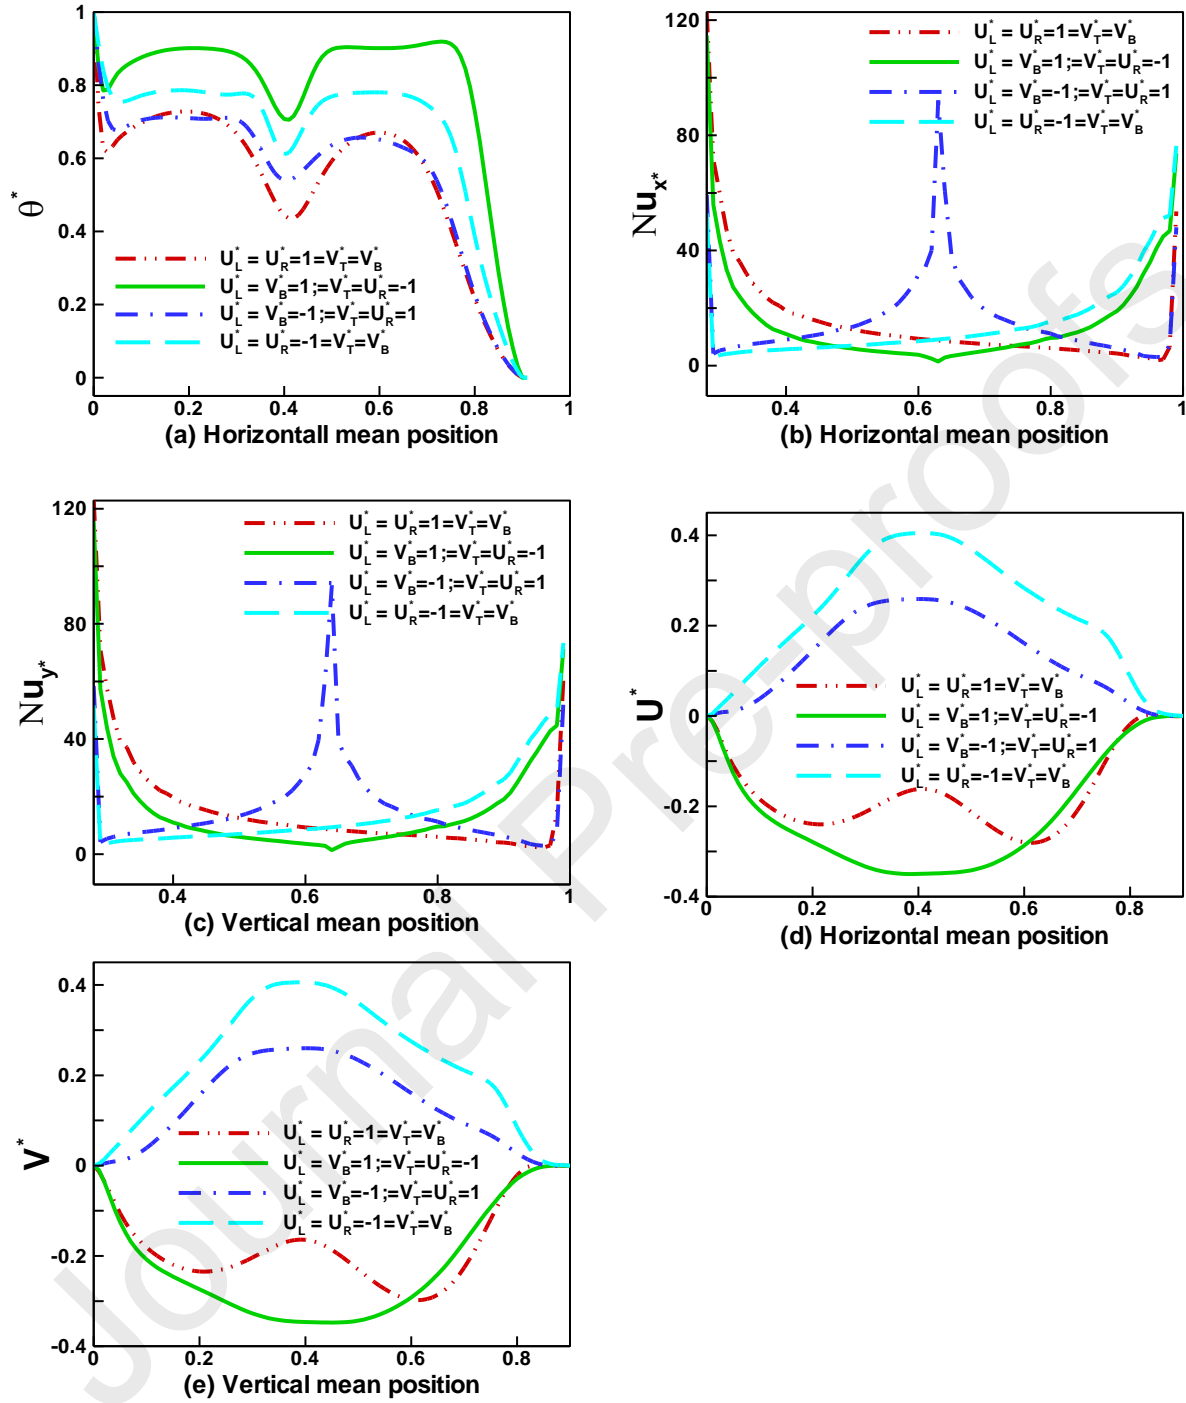 1
0.8
0.6
0.4
0.2
0
θ*
U*L = U*R=1=V*T=V*B
U*L = V*B=1;=V*T=U*R=-1
U*L = V*B=-1;=V*T=U*R=1
U*L = U*R=-1=V*T=V*B
0 0.2 0.4 0.6 0.8 1
(a) Horizontall mean position
120
80
40
0
Nux*
U*L = U*R=1=V*T=V*B
U*L = V*B=1;=V*T=U*R=-1
U*L = V*B=-1;=V*T=U*R=1
U*L = U*R=-1=V*T=V*B
0.4 0.6 0.8 1
(b) Horizontal mean position
120
80
40
0
Nuy*
U*L = U*R=1=V*T=V*B
U*L = V*B=1;=V*T=U*R=-1
U*L = V*B=-1;=V*T=U*R=1
U*L = U*R=-1=V*T=V*B
0.4 0.6 0.8 1
(c) Vertical mean position
0.4
0.2
0
-0.2
-0.4
U*
U*L = U*R=1=V*T=V*B
U*L = V*B=1;=V*T=U*R=-1
U*L = V*B=-1;=V*T=U*R=1
U*L = U*R=-1=V*T=V*B
0 0.2 0.4 0.6 0.8
(d) Horizontal mean position
0.4
0.2
0
-0.2
-0.4
V*
U*L = U*R=1=V*T=V*B
U*L = V*B=1;=V*T=U*R=-1
U*L = V*B=-1;=V*T=U*R=1
U*L = U*R=-1=V*T=V*B
0 0.2 0.4 0.6 0.8
(e) Vertical mean position
Journal Pre-proofs